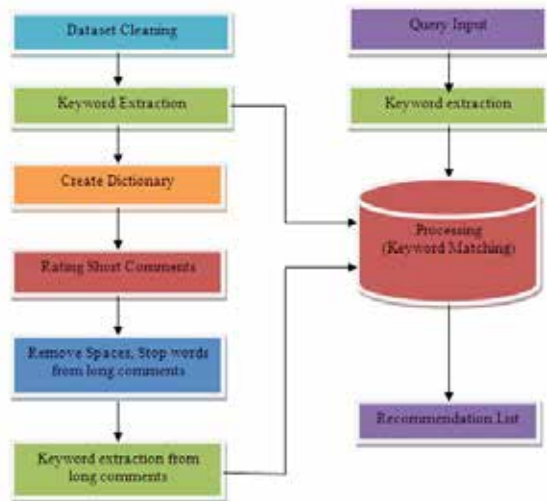 Dataset Cleaning
Keyword Extraction
Create Dictionary
Rating Short Comments
Remove Spaces, Stop words
from long comments
Keyword extraction from
long comments
Query Input
Keyword extraction
Processing
(Keyword Matching)
Recommendation List